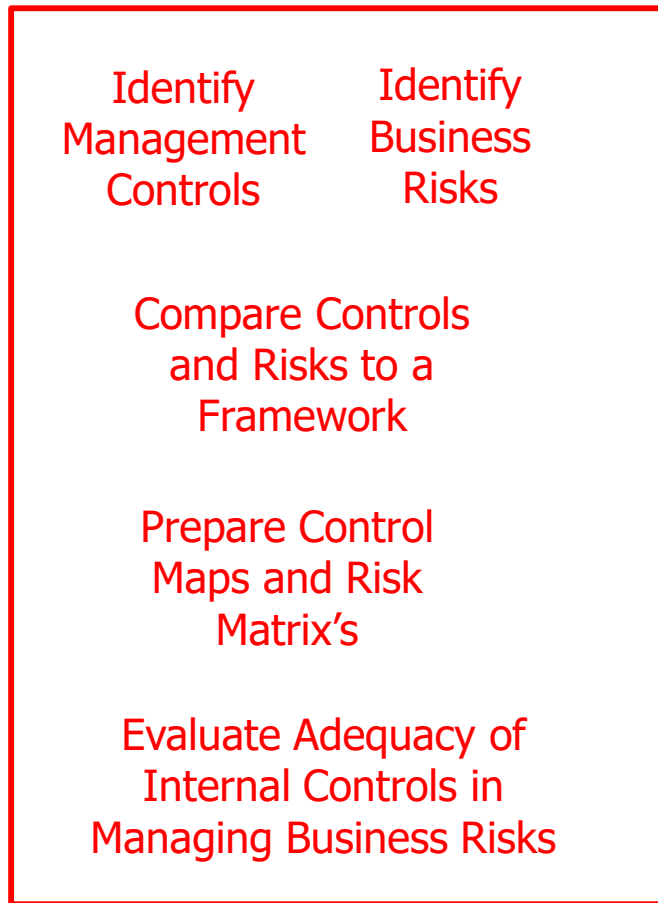 Identify
Management
Controls
Identify
Business
Risks
Compare Controls
and Risks to a
Framework
Prepare Control
Maps and Risk
Matrix’s
Evaluate Adequacy of
Internal Controls in
Managing Business Risks